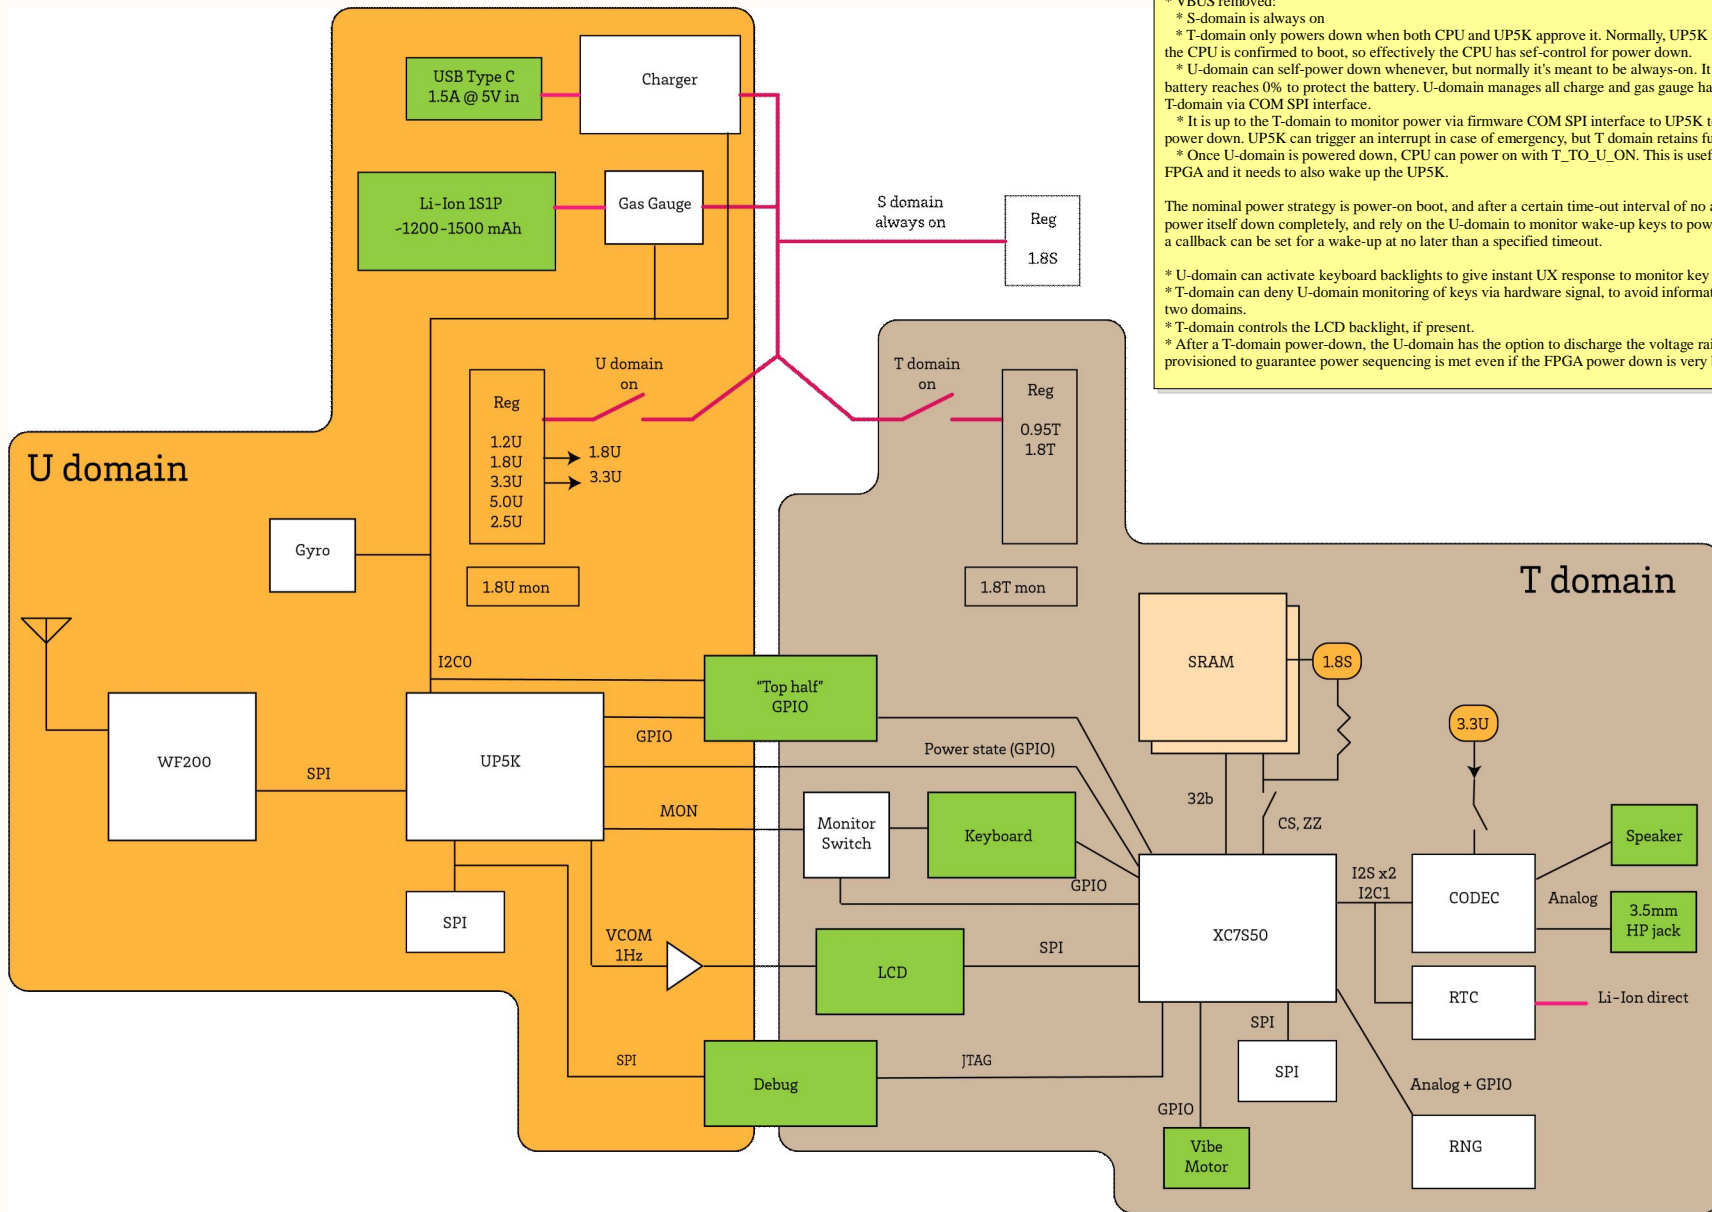 * VBUS removed:
* S-domain is always on
* T-domain only powers down when both CPU and UP5K approve it. Normally, UP5K
the CPU is confirmed to boot, so effectively the CPU has sef-control for power down.
* U-domain can self-power down whenever, but normally it's meant to be always-on. It
battery reaches 0% to protect the battery. U-domain manages all charge and gas gauge ha
T-domain via COM SPI interface.
* It is up to the T-domain to monitor power via firmware COM SPI interface to UP5K t
power down. UP5K can trigger an interrupt in case of emergency, but T domain retains fu
* Once U-domain is powered down, CPU can power on with T_TO_U_ON. This is usef
FPGA and it needs to also wake up the UP5K.
The nominal power strategy is power-on boot, and after a certain time-out interval of no a
power itself down completely, and rely on the U-domain to monitor wake-up keys to pow
a callback can be set for a wake-up at no later than a specified timeout.
* U-domain can activate keyboard backlights to give instant UX response to monitor key
* T-domain can deny U-domain monitoring of keys via hardware signal, to avoid informat
two domains.
* T-domain controls the LCD backlight, if present.
* After a T-domain power-down, the U-domain has the option to discharge the voltage rai
provisioned to guarantee power sequencing is met even if the FPGA power down is very
USB Type C
1.5A @ 5V in
Charger
Li-Ion 1S1P
~1200-1500 mAh
Gas Gauge
S domain
always on
Reg
1.8S
U domain
on
T domain
on
Reg
1.2U
1.8U
3.3U
5.0U
2.5U
1.8U
3.3U
Reg
0.95T
1.8T
U domain
Gyro
1.8U mon
1.8T mon
T domain
I2C0
"Top half"
GPIO
SRAM
1.8S
3.3U
WF200
SPI
UP5K
GPIO
Power state (GPIO)
MON
Monitor
Switch
Keyboard
GPIO
32b
CS, ZZ
I2S x2
I2C1
CODEC
Speaker
Analog
3.5mm
HP jack
SPI
VCOM
1Hz
LCD
SPI
XC7S50
RTC
Li-Ion direct
SPI
Debug
JTAG
SPI
SPI
GPIO
Vibe
Motor
Analog + GPIO
RNG